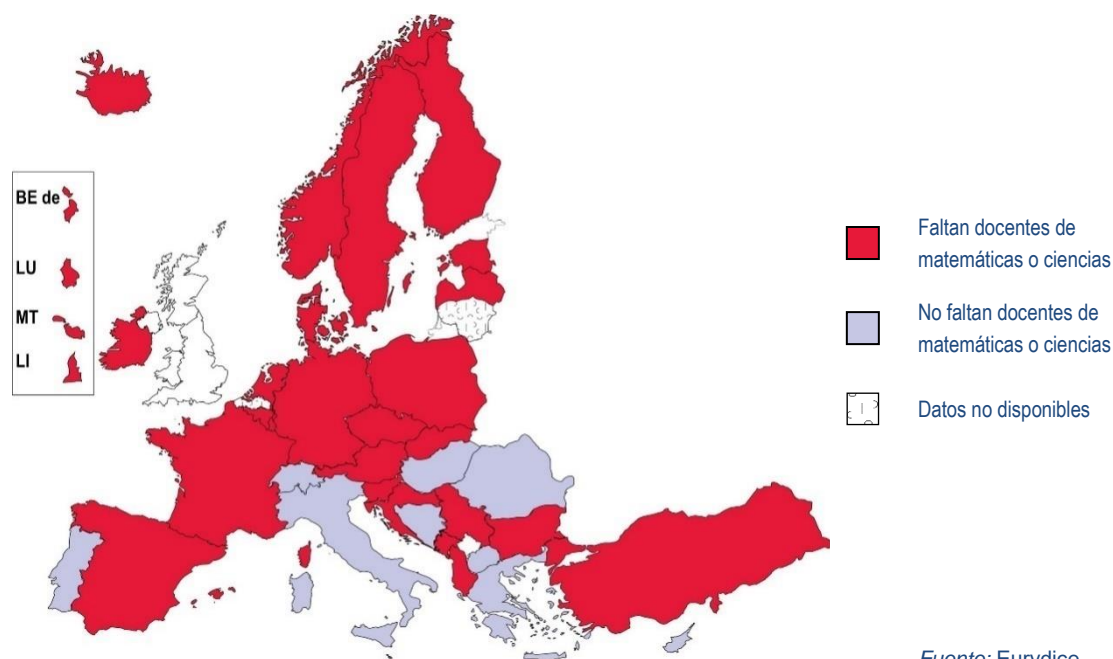 BE de
LU
MT
LI
Faltan docentes de
matemáticas o ciencias
No faltan docentes de
matemáticas o ciencias
Datos no disponibles
Fuente: Eurydice